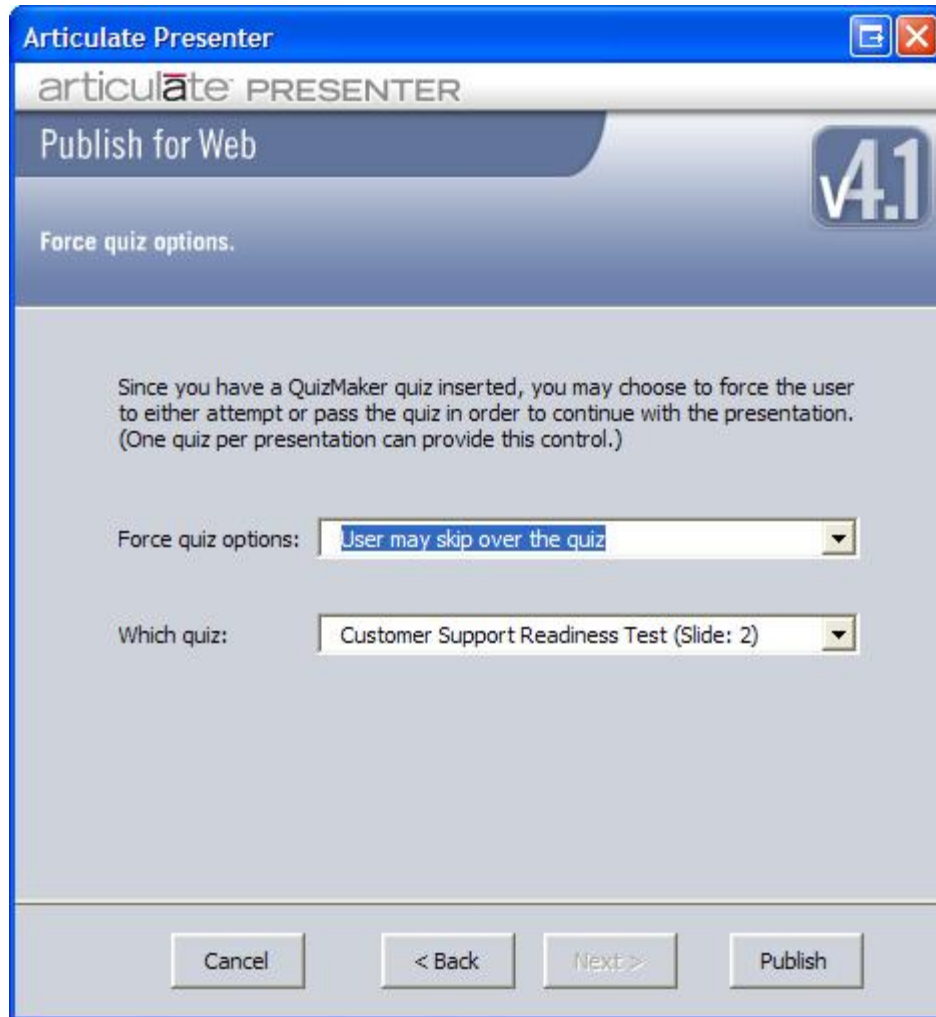 Articulate Presenter
articulate PRESENTER
Publish for Web
v4.1
Force quiz options.
Since you have a QuizMaker quiz inserted, you may choose to force the user
to either attempt or pass the quiz in order to continue with the presentation.
(One quiz per presentation can provide this control.)
Force quiz options: User may skip over the quiz
Which quiz: Customer Support Readiness Test (Slide: 2)
Cancel < Back Next > Publish